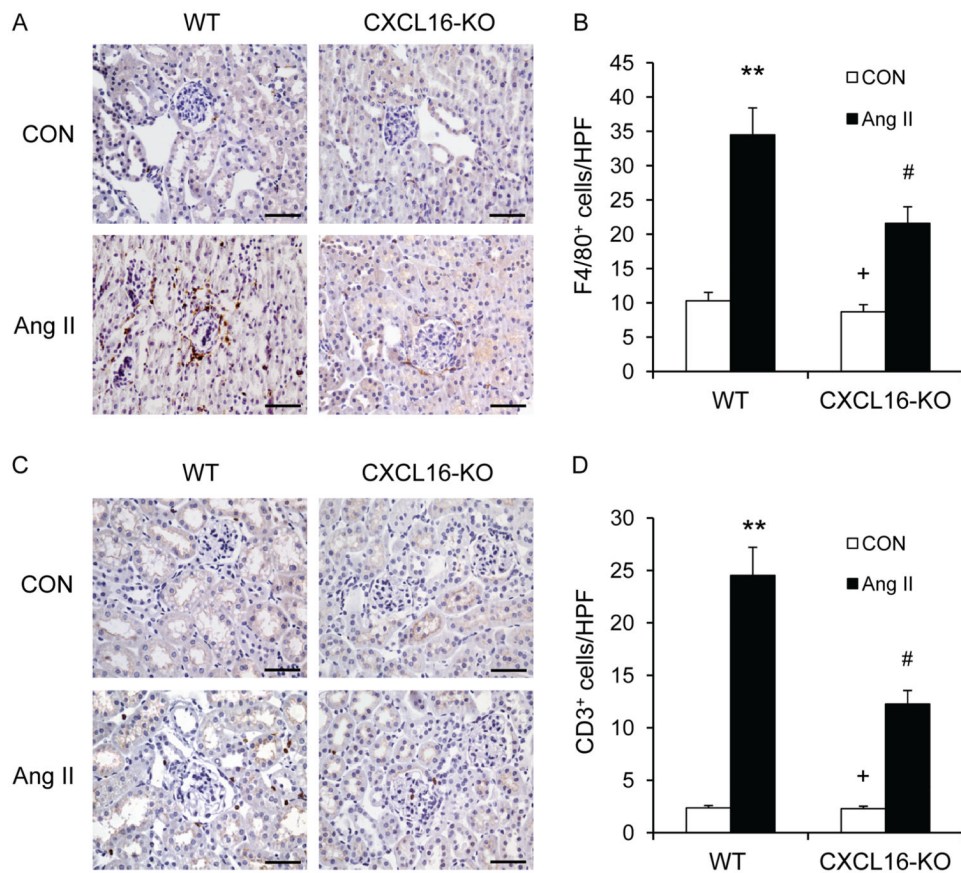 A
WT
CXCL16-KO
CON
Ang II
B
**
#
+
CON
Ang II
45
40
35
30
25
20
15
10
5
0
F4/80⁺ cells/HPF
WT
CXCL16-KO
C
WT
CXCL16-KO
CON
Ang II
D
**
#
+
CON
Ang II
30
25
20
15
10
5
0
CD3⁺ cells/HPF
WT
CXCL16-KO